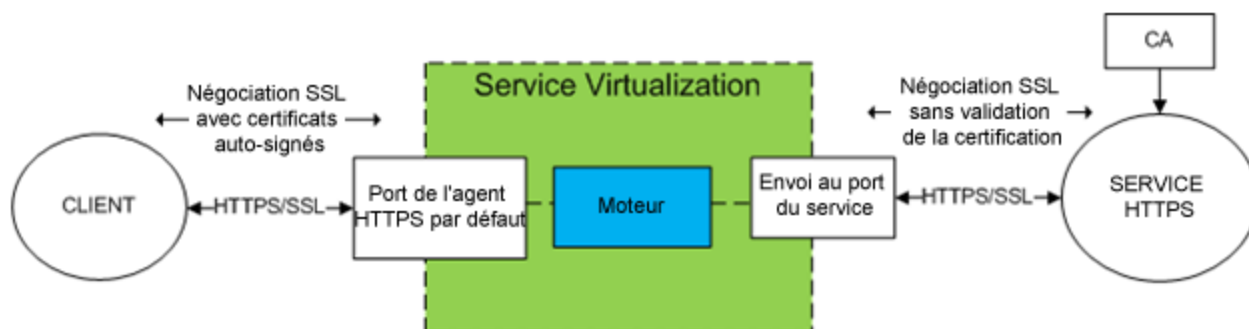 CA
Service Virtualization
Négociation SSL
avec certificats
auto-signés
Négociation SSL
sans validation
de la certification
CLIENT
HTTPS/SSL
Port de l'agent
HTTPS par défaut
Moteur
Envoi au port
du service
HTTPS/SSL
SERVICE
HTTPS